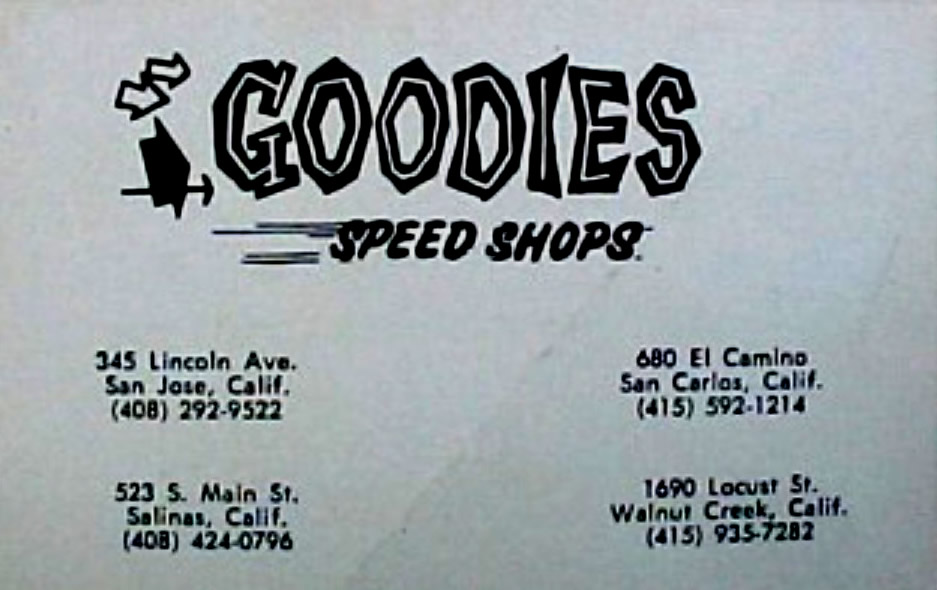 GOODIES
SPEED SHOPS
345 Lincoln Ave.
San Jose, Calif.
(408) 292-9522
680 El Camino
San Carlos, Calif.
(415) 592-1214
523 S. Main St.
Salinas, Calif.
(408) 424-0796
1690 Locust St.
Walnut Creek, Calif.
(415) 935-7282